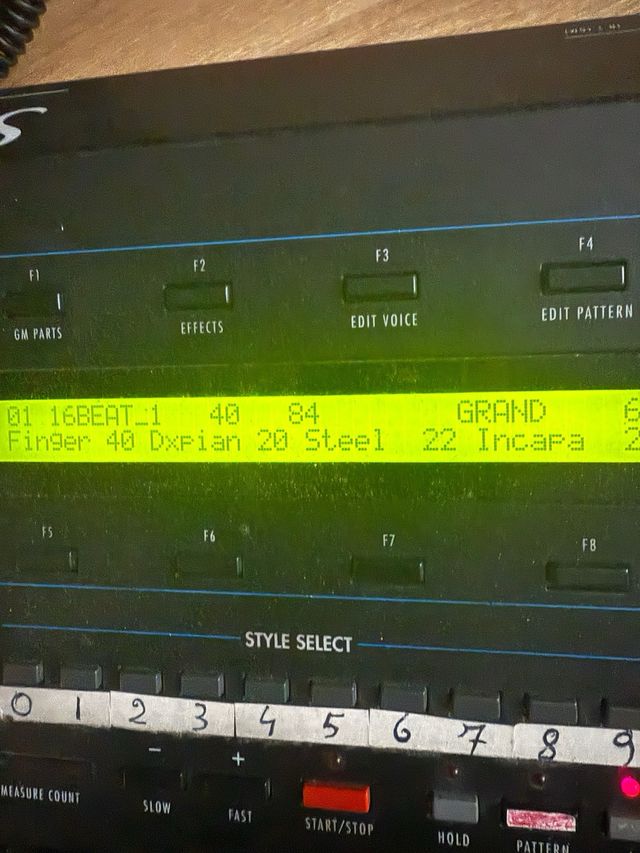 S
F1 F2 F3 F4
GM PARTS EFFECTS EDIT VOICE EDIT PATTERN
01 16BEAT_1 40 84 GRAND 6
Finger 40 Dxpian 20 Steel 22 Incapa 2
F5 F6 F7 F8
STYLE SELECT
0 1 2 3 4 5 6 7 8 9
- +
MEASURE COUNT SLOW FAST START/STOP HOLD PATTERN